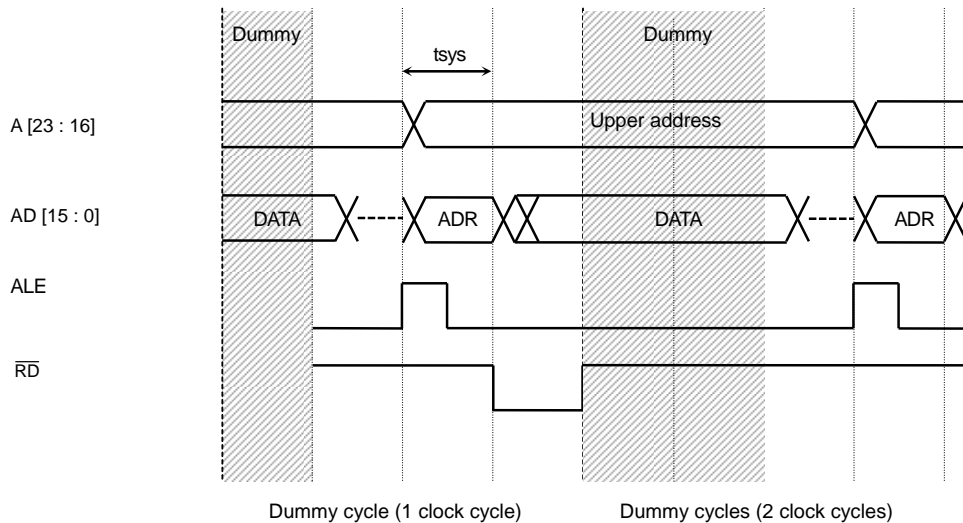 Dummy Dummy
tsys
A [23 : 16] Upper address
AD [15 : 0] DATA ADR DATA ADR
ALE
RD
Dummy cycle (1 clock cycle) Dummy cycles (2 clock cycles)